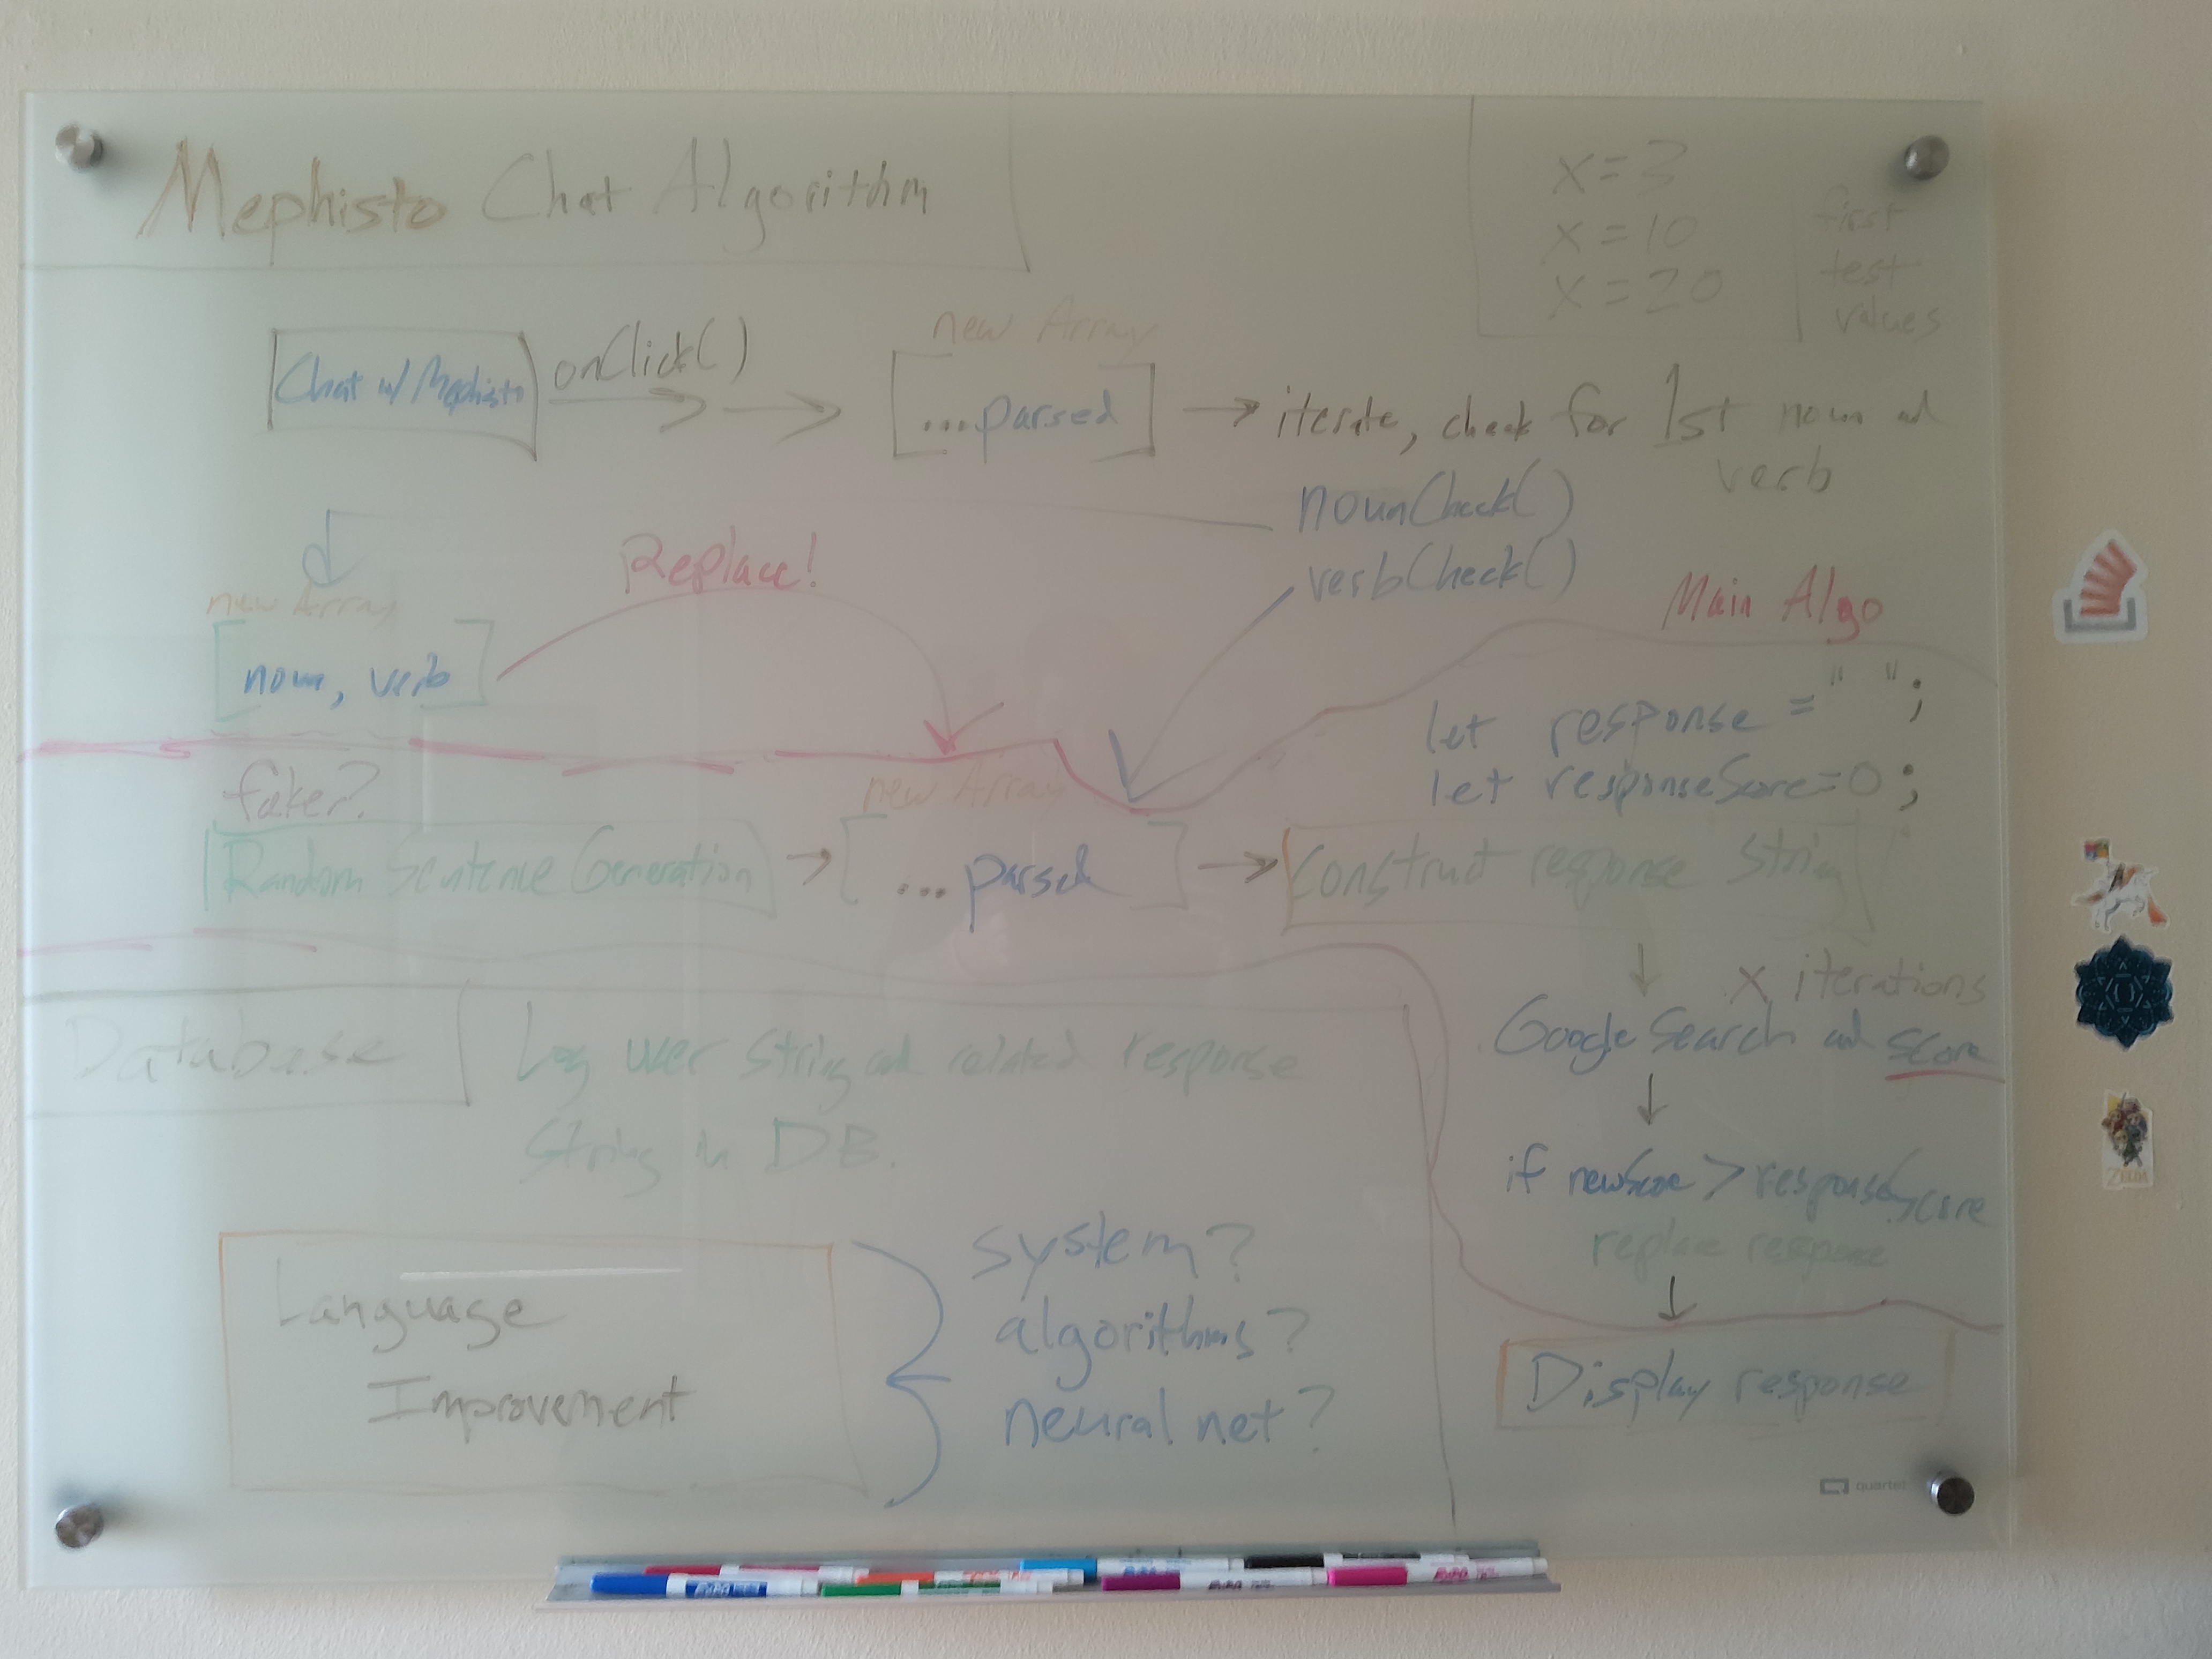 Mephisto Chat Algorithm
x=3
x=10
x=20
first
test
values
Chat w/ Mephisto
onClick()
new Array
[...parsed]
iterate, check for 1st noun and
verb
nounCheck()
verbCheck()
new Array
[noun, verb]
Replace!
Main Algo
let response = " ";
let responseScore=0;
faker?
Random Sentence Generation
new Array
[...parsed]
Construct response string
x iterations
Google Search and score
if newScore > responseScore
replace response
Display response
Database
Log user string and related response
string in DB.
Language
Improvement
system?
algorithms?
neural net?
quartet
EXPO
ZELDA